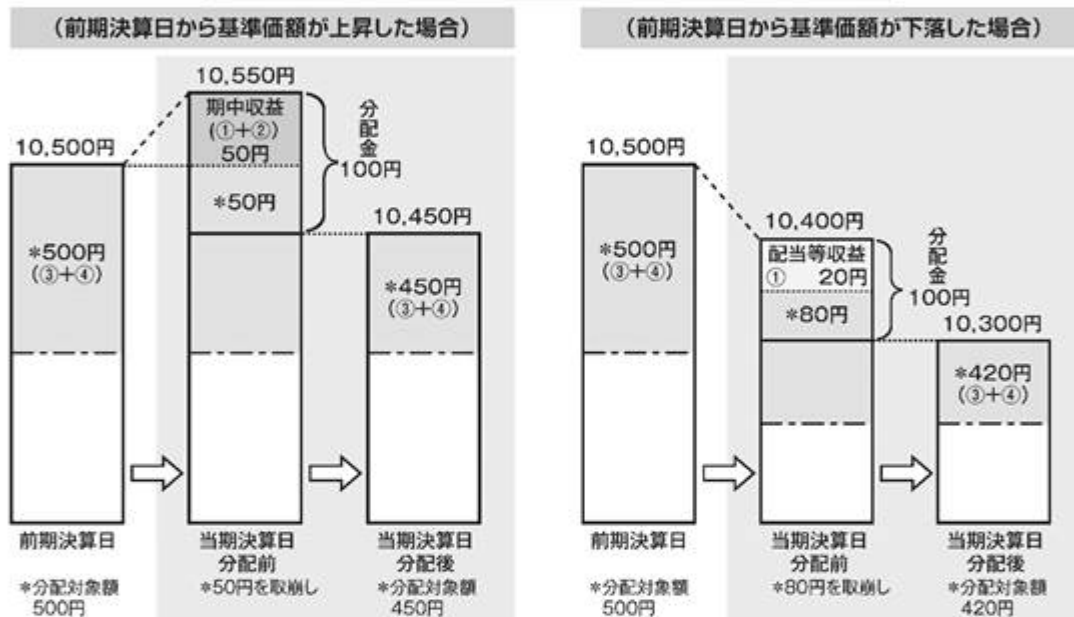 (前期決算日から基準価額が上昇した場合)
10,550円
期中収益
(①+②)
50円
*50円
分配金
100円
10,500円
*500円
(③+④)
10,450円
*450円
(③+④)
前期決算日
*分配対象額
500円
当期決算日
分配前
*50円を取崩し
当期決算日
分配後
*分配対象額
450円
(前期決算日から基準価額が下落した場合)
10,500円
*500円
(③+④)
10,400円
配当等収益
① 20円
*80円
分配金
100円
10,300円
*420円
(③+④)
前期決算日
*分配対象額
500円
当期決算日
分配前
*80円を取崩し
当期決算日
分配後
*分配対象額
420円